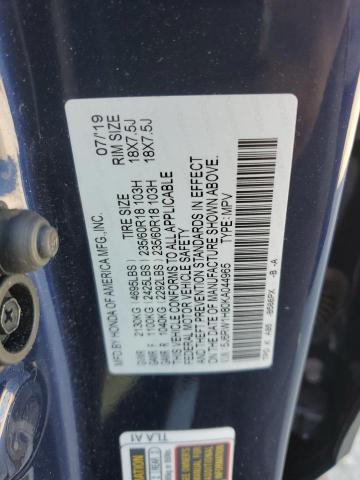 MFD. BY HONDA OF AMERICA MFG., INC. 07/'19
TIRE SIZE RIM SIZE
GVWR 2130KG (4695LBS)
GAWR F 1100KG (2425LBS) 235/60R18 103H 18X7.5J
GAWR R 1040KG (2292LBS) 235/60R18 103H 18X7.5J
THIS VEHICLE CONFORMS TO ALL APPLICABLE
FEDERAL MOTOR VEHICLE SAFETY
AND THEFT PREVENTION STANDARDS IN EFFECT
ON THE DATE OF MANUFACTURE SHOWN ABOVE.
V.I.N. 5J6RW1H80KA044965 TYPE: MPV
-B -A
TLA A1